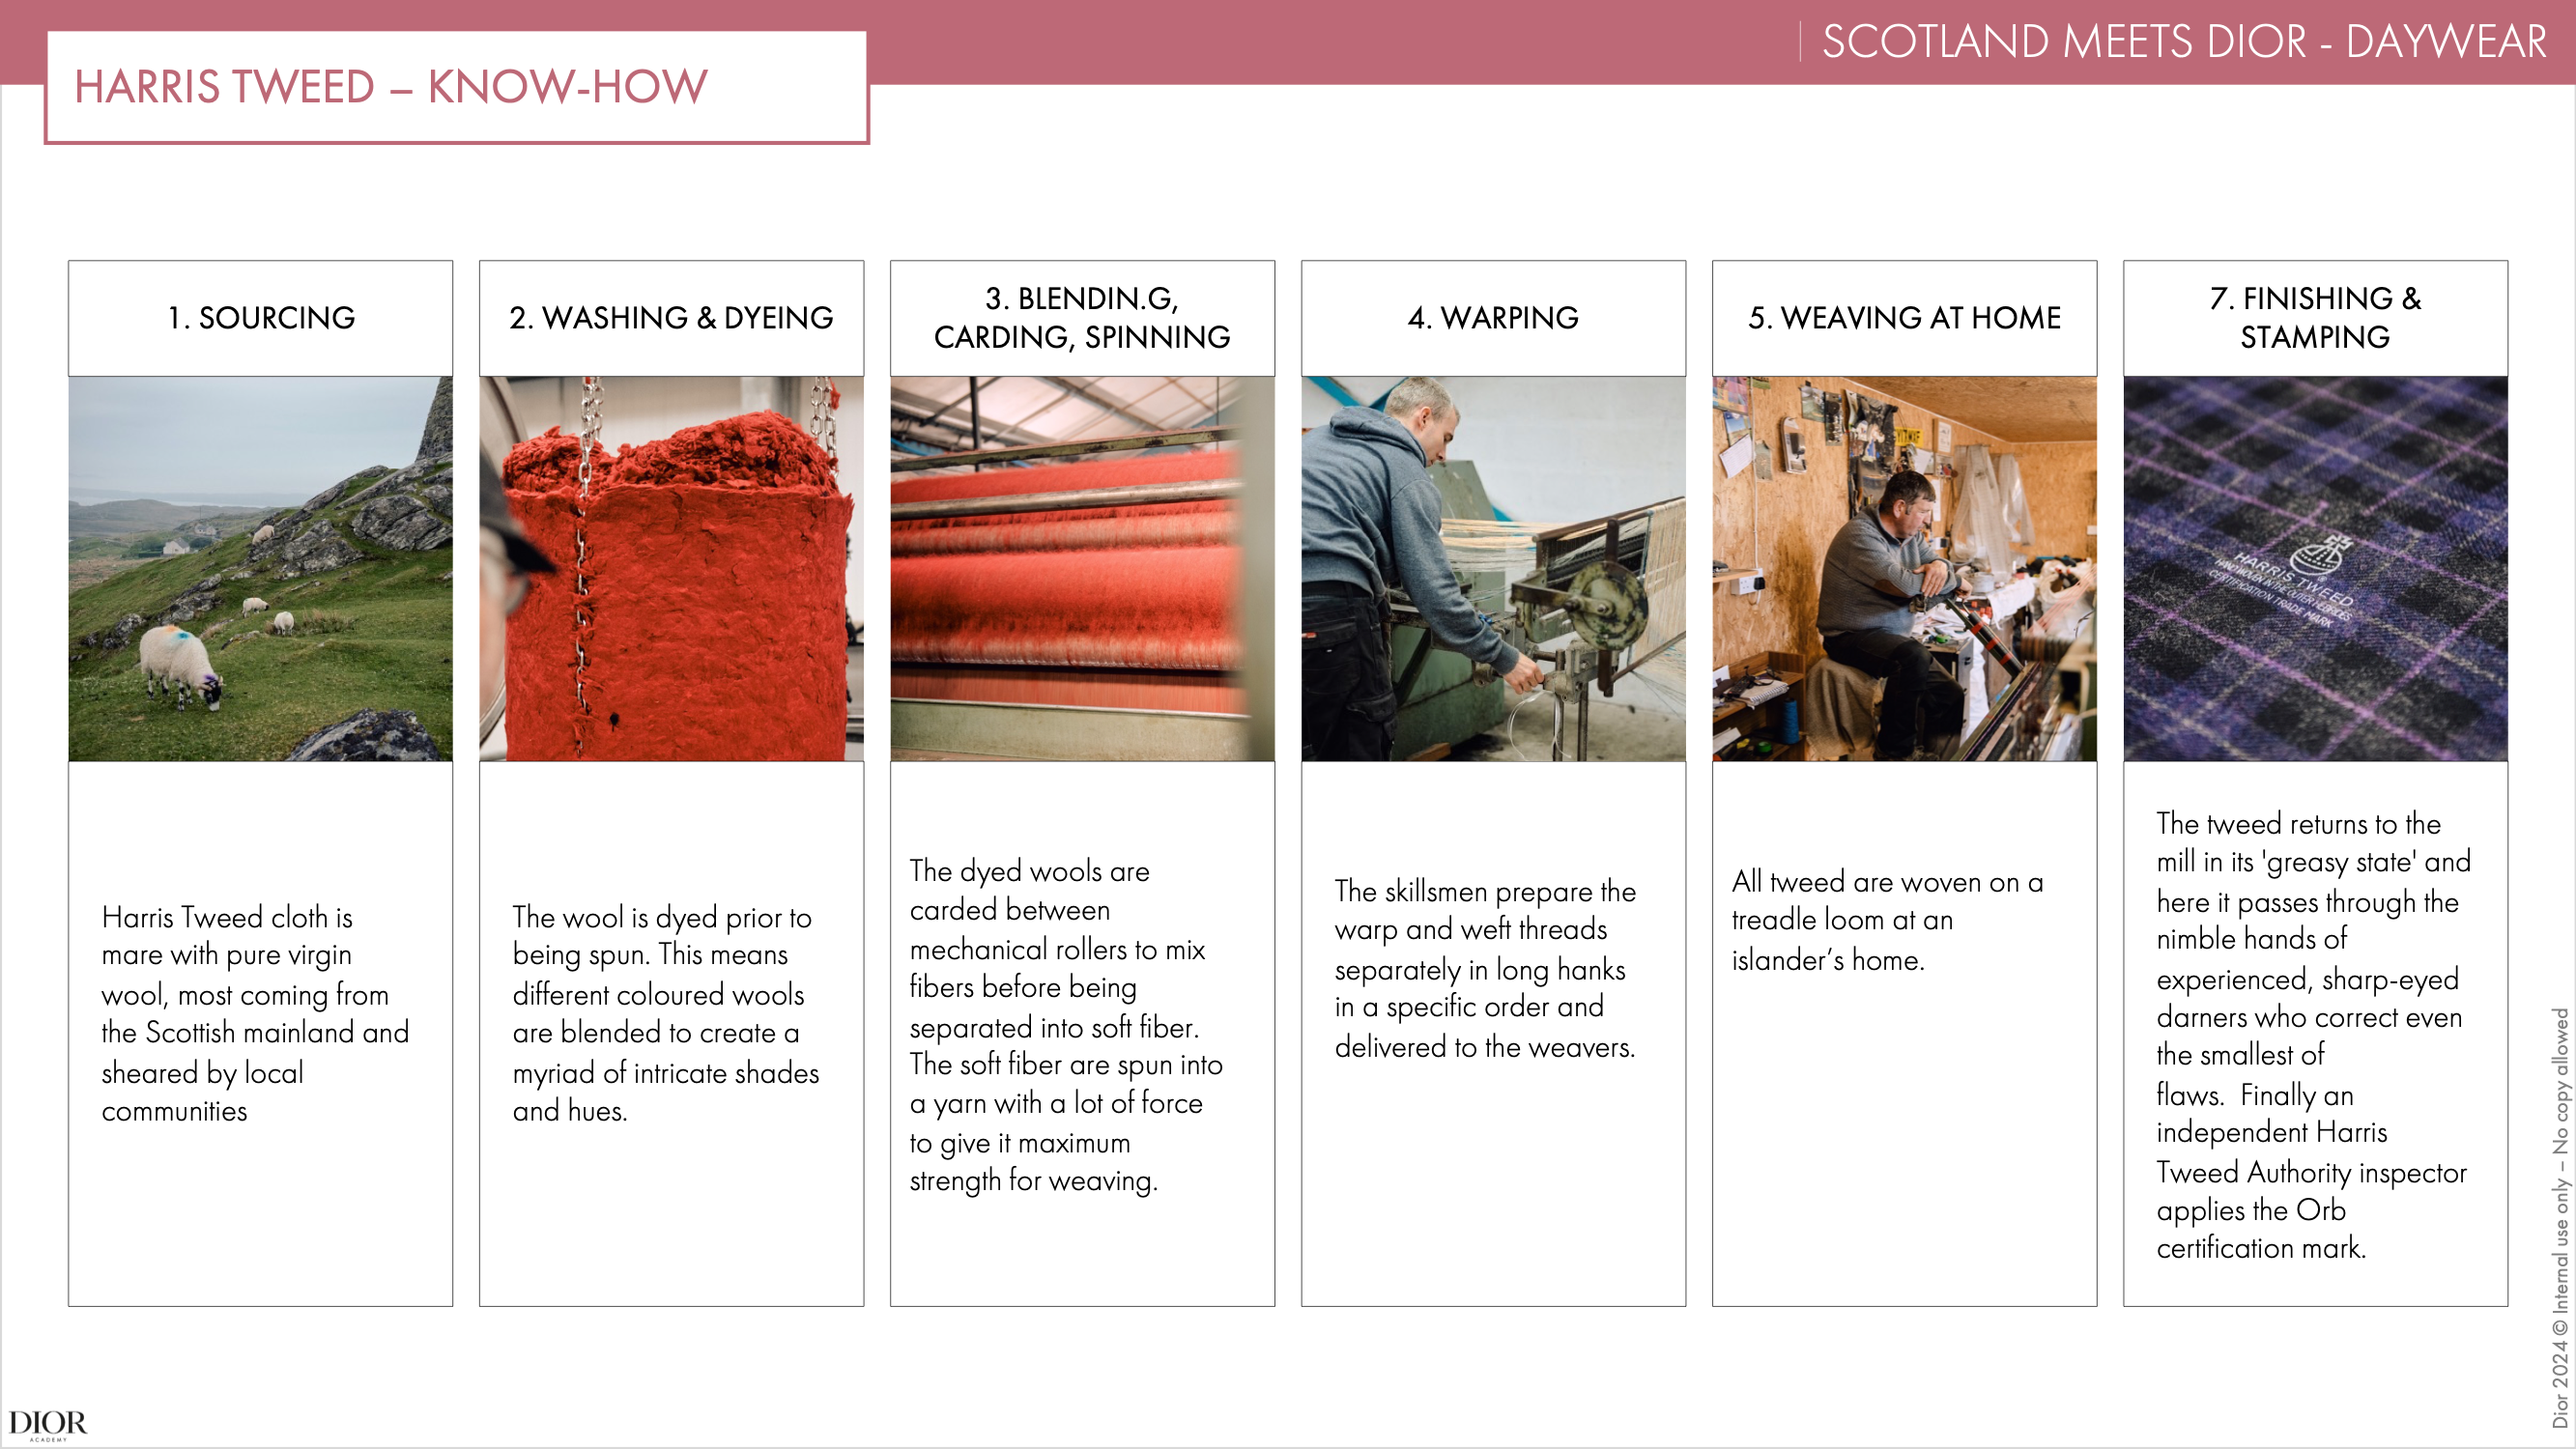 SCOTLAND MEETS DIOR - DAYWEAR
HARRIS TWEED – KNOW-HOW
1. SOURCING
Harris Tweed cloth is
mare with pure virgin
wool, most coming from
the Scottish mainland and
sheared by local
communities
2. WASHING & DYEING
The wool is dyed prior to
being spun. This means
different coloured wools
are blended to create a
myriad of intricate shades
and hues.
3. BLENDIN.G,
CARDING, SPINNING
The dyed wools are
carded between
mechanical rollers to mix
fibers before being
separated into soft fiber.
The soft fiber are spun into
a yarn with a lot of force
to give it maximum
strength for weaving.
4. WARPING
The skillsmen prepare the
warp and weft threads
separately in long hanks
in a specific order and
delivered to the weavers.
5. WEAVING AT HOME
All tweed are woven on a
treadle loom at an
islander’s home.
7. FINISHING &
STAMPING
HARRIS TWEED
HAND WOVEN IN THE OUTER HEBRIDES
CERTIFICATION TRADE MARK
The tweed returns to the
mill in its 'greasy state' and
here it passes through the
nimble hands of
experienced, sharp-eyed
darners who correct even
the smallest of
flaws.  Finally an
independent Harris
Tweed Authority inspector
applies the Orb
certification mark.
Dior 2024 © Internal use only – No copy allowed
DIOR
ACADEMY